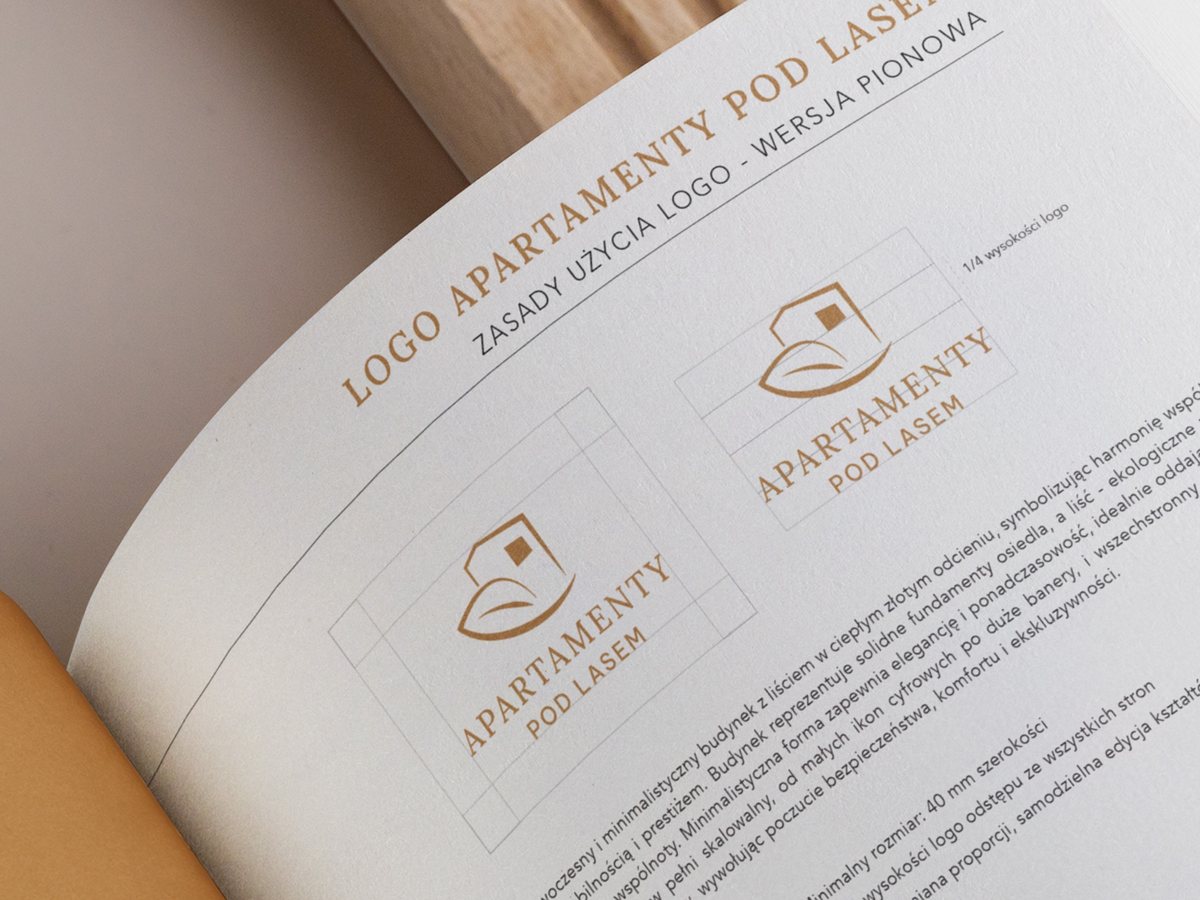 LOGO APARTAMENTY POD LASEM
ZASADY UŻYCIA LOGO - WERSJA PIONOWA
1/4 wysokości logo
APARTAMENTY
POD LASEM
APARTAMENTY
POD LASEM
minimalistyczny budynek z liściem w ciepłym złotym odcieniu, symbolizując harmonię
i prestiżem. Budynek reprezentuje solidne fundamenty osiedla, a liść - ekologiczne
wspólnoty. Minimalistyczna forma zapewnia elegancję i ponadczasowość, idealnie
w pełni skalowalny, od małych ikon cyfrowych po duże banery, i wszechstronny
wywołując poczucie bezpieczeństwa, komfortu i ekskluzywności.
rozmiar: 40 mm szerokości
wysokości logo odstępu ze wszystkich stron
proporcji, samodzielna edycja